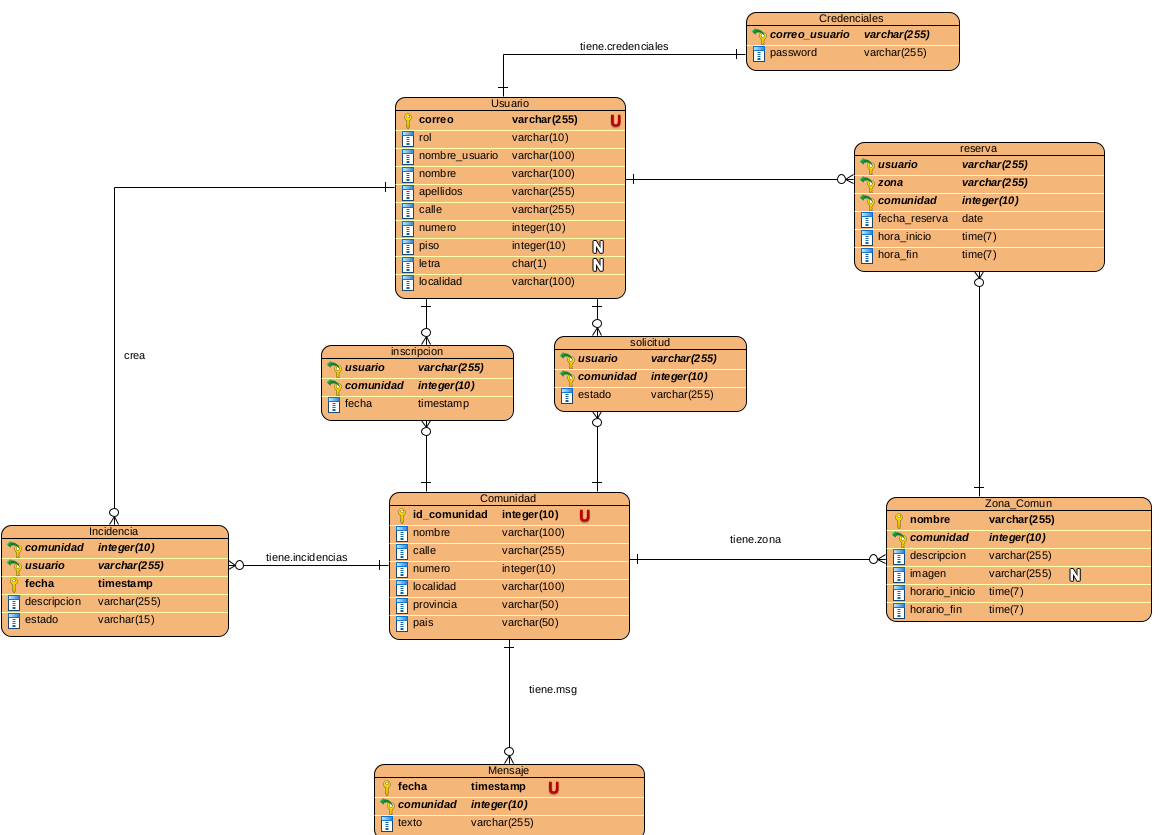 Credenciales
correo_usuario varchar(255)
password varchar(255)
tiene.credenciales
Usuario
correo varchar(255) U
rol varchar(10)
nombre_usuario varchar(100)
nombre varchar(100)
apellidos varchar(255)
calle varchar(255)
numero integer(10)
piso integer(10) N
letra char(1) N
localidad varchar(100)
reserva
usuario varchar(255)
zona varchar(255)
comunidad integer(10)
fecha_reserva date
hora_inicio time(7)
hora_fin time(7)
crea
inscripcion
usuario varchar(255)
comunidad integer(10)
fecha timestamp
solicitud
usuario varchar(255)
comunidad integer(10)
estado varchar(255)
Incidencia
comunidad integer(10)
usuario varchar(255)
fecha timestamp
descripcion varchar(255)
estado varchar(15)
tiene.incidencias
Comunidad
id_comunidad integer(10) U
nombre varchar(100)
calle varchar(255)
numero integer(10)
localidad varchar(100)
provincia varchar(50)
pais varchar(50)
tiene.zona
Zona_Comun
nombre varchar(255)
comunidad integer(10)
descripcion varchar(255)
imagen varchar(255) N
horario_inicio time(7)
horario_fin time(7)
tiene.msg
Mensaje
fecha timestamp U
comunidad integer(10)
texto varchar(255)